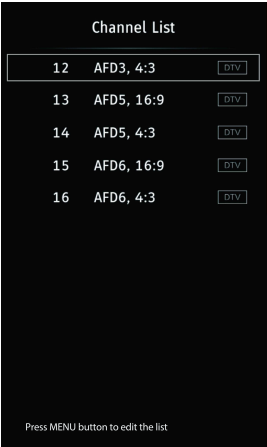 Channel List
12 AFD3, 4:3 DTV
13 AFD5, 16:9 DTV
14 AFD5, 4:3 DTV
15 AFD6, 16:9 DTV
16 AFD6, 4:3 DTV
Press MENU button to edit the list